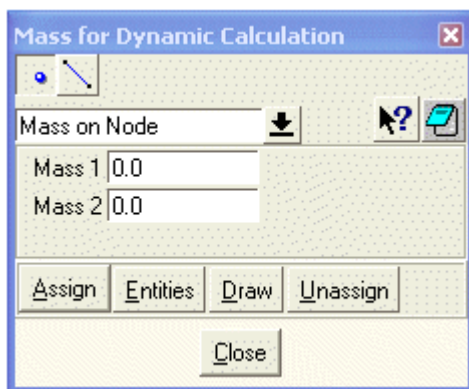 Mass for Dynamic Calculation
Mass on Node
Mass 1 0.0
Mass 2 0.0
Assign Entities Draw Unassign
Close